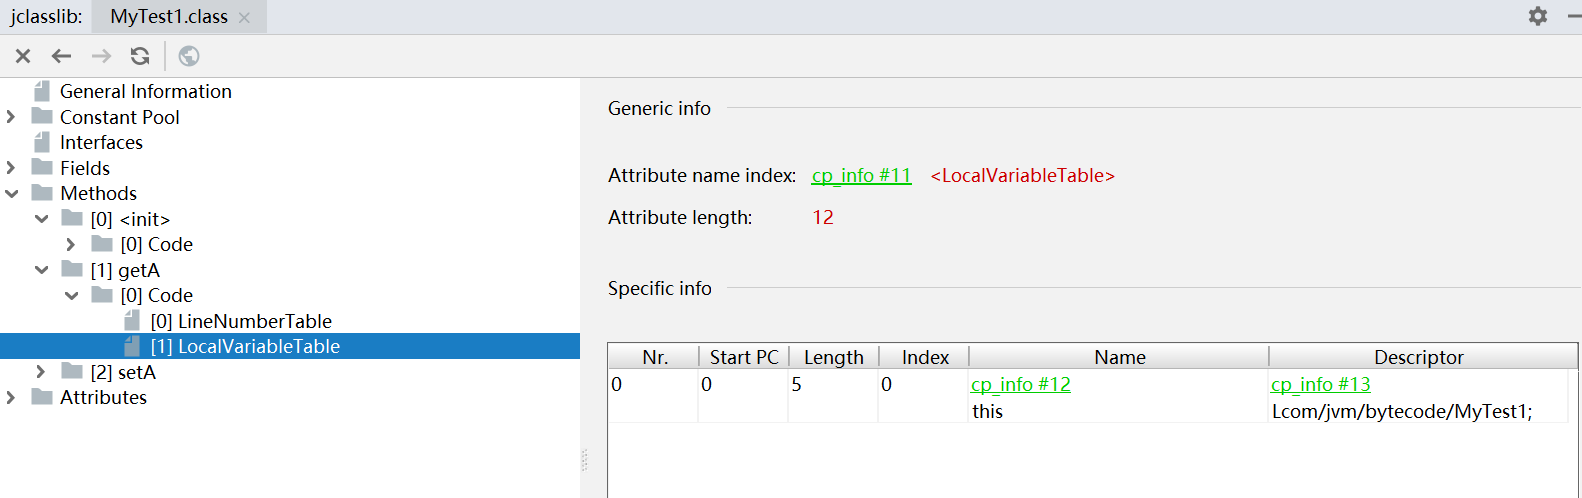 jclasslib: MyTest1.class
General Information
Constant Pool
Interfaces
Fields
Methods
[0] <init>
[0] Code
[1] getA
[0] Code
[0] LineNumberTable
[1] LocalVariableTable
[2] setA
Attributes
Generic info
Attribute name index: cp_info #11 <LocalVariableTable>
Attribute length: 12
Specific info
Nr. Start PC Length Index Name Descriptor
0 0 5 0 cp_info #12 cp_info #13
this Lcom/jvm/bytecode/MyTest1;